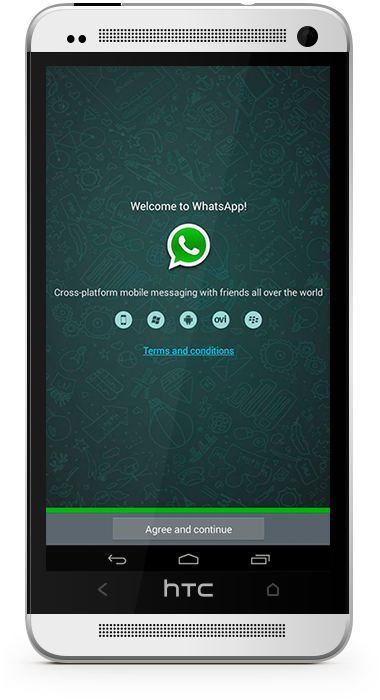 Welcome to WhatsApp!
Cross-platform mobile messaging with friends all over the world
ovi
Terms and conditions
Agree and continue
hTC